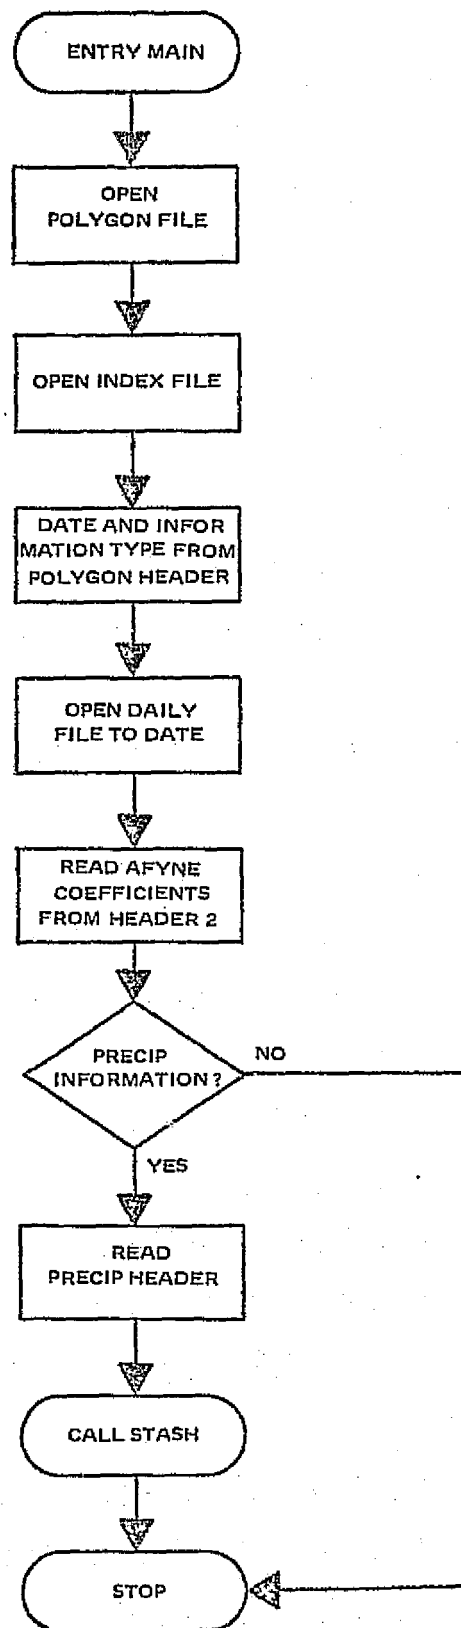 ENTRY MAIN
OPEN
POLYGON FILE
OPEN INDEX FILE
DATE AND INFOR
MATION TYPE FROM
POLYGON HEADER
OPEN DAILY
FILE TO DATE
READ AFYNE
COEFFICIENTS
FROM HEADER 2
PRECIP
INFORMATION?
NO
YES
READ
PRECIP HEADER
CALL STASH
STOP